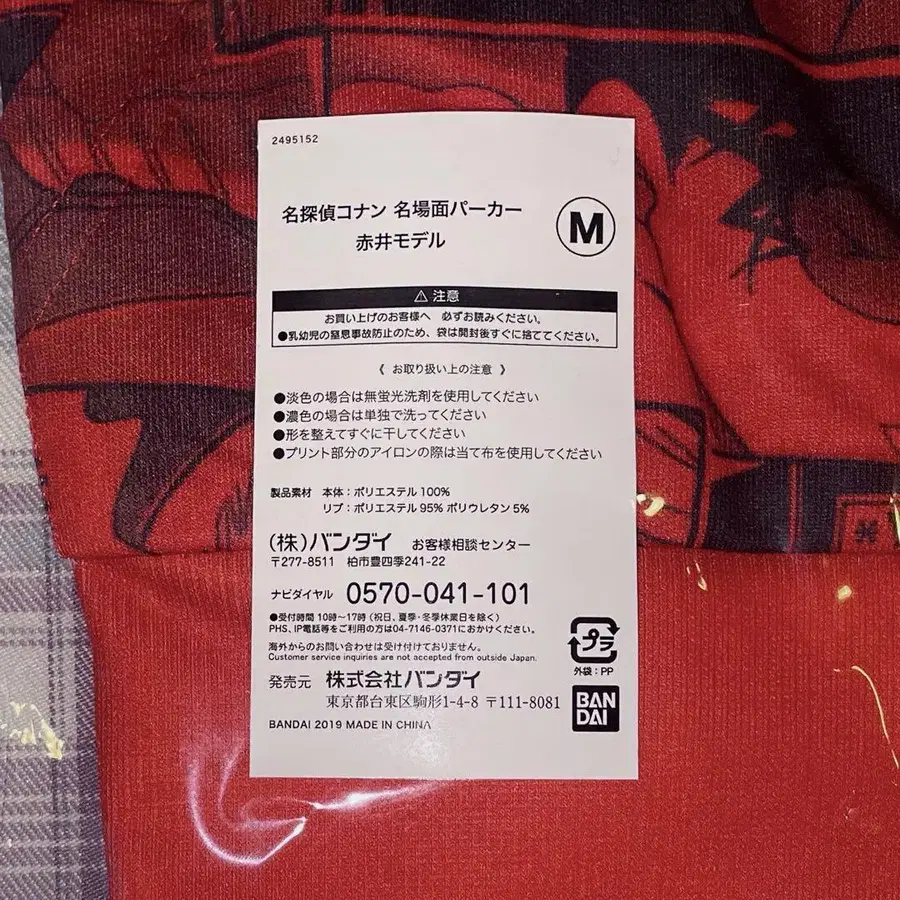 2495152
名探偵コナン 名場面パーカー
赤井モデル
M
⚠ 注意
お買い上げのお客様へ 必ずお読みください。
●乳幼児の窒息事故防止のため、袋は開封後すぐに捨ててください。
《 お取り扱い上の注意 》
●淡色の場合は無蛍光洗剤を使用してください
●濃色の場合は単独で洗ってください
●形を整えてすぐに干してください
●プリント部分のアイロンの際は当て布を使用してください
製品素材 本体:ポリエステル100%
リブ:ポリエステル95% ポリウレタン5%
(株)バンダイ お客様相談センター
〒277-8511 柏市豊四季241-22
ナビダイヤル 0570-041-101
●受付時間 10時〜17時 (祝日、夏季・冬季休業日を除く)
PHS、IP電話等をご利用の方は04-7146-0371におかけください。
海外からのお問い合わせは受け付けておりません。
Customer service inquiries are not accepted from outside Japan.
プラ
外袋:PP
発売元 株式会社バンダイ
東京都台東区駒形1-4-8 〒111-8081
BANDAI 2019 MADE IN CHINA
BAN
DAI